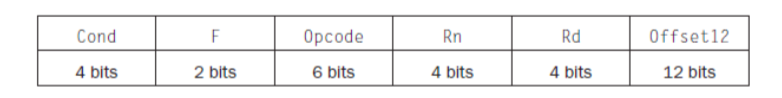 Cond F Opcode Rn Rd Offset12
4 bits 2 bits 6 bits 4 bits 4 bits 12 bits